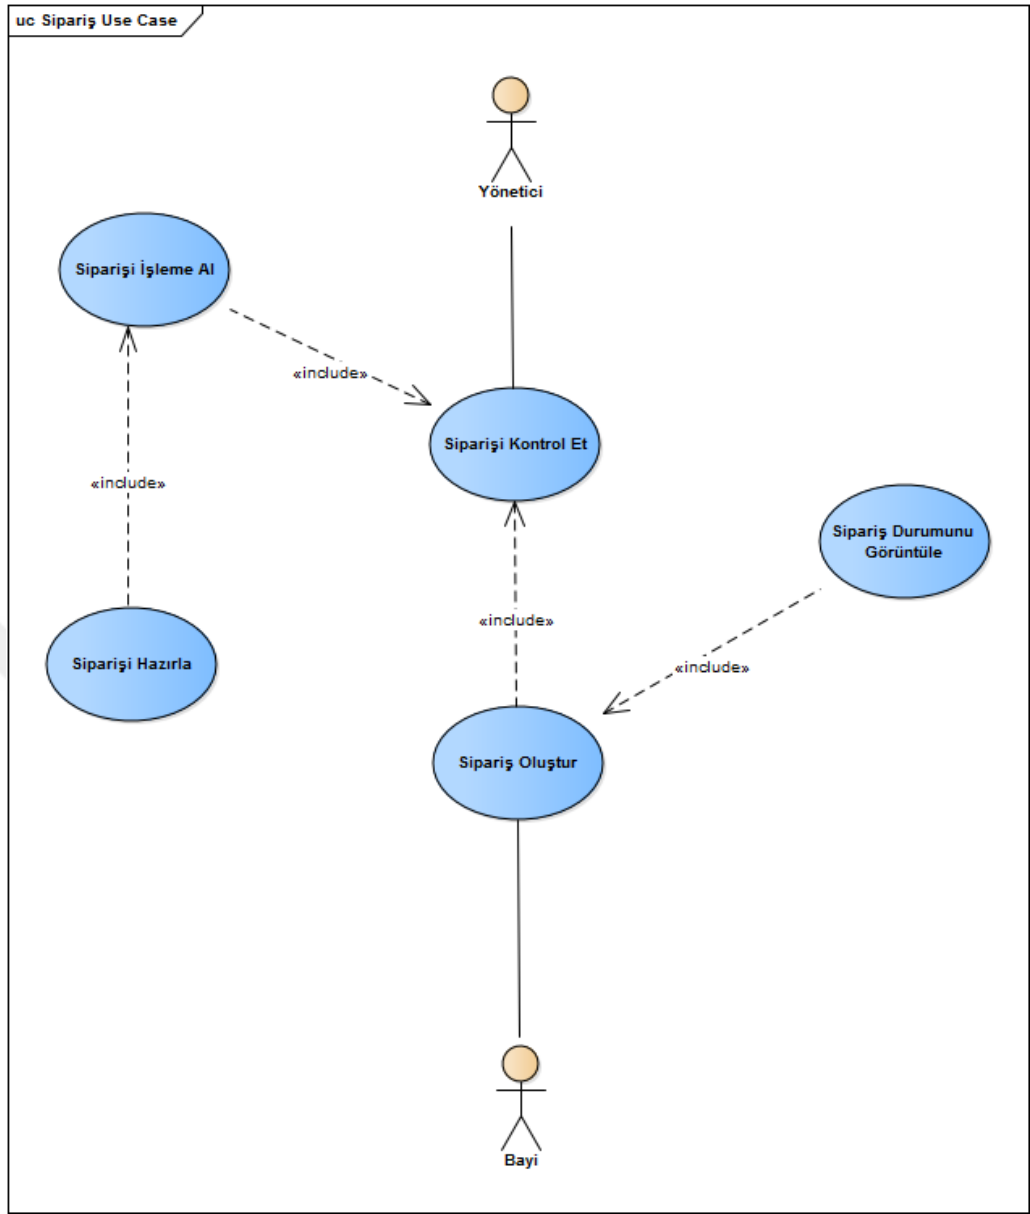 uc Sipariş Use Case
Yönetici
Siparişi İşleme Al
«include»
Siparişi Kontrol Et
«include»
Sipariş Durumunu
Görüntüle
«include»
«include»
Siparişi Hazırla
Sipariş Oluştur
Bayi